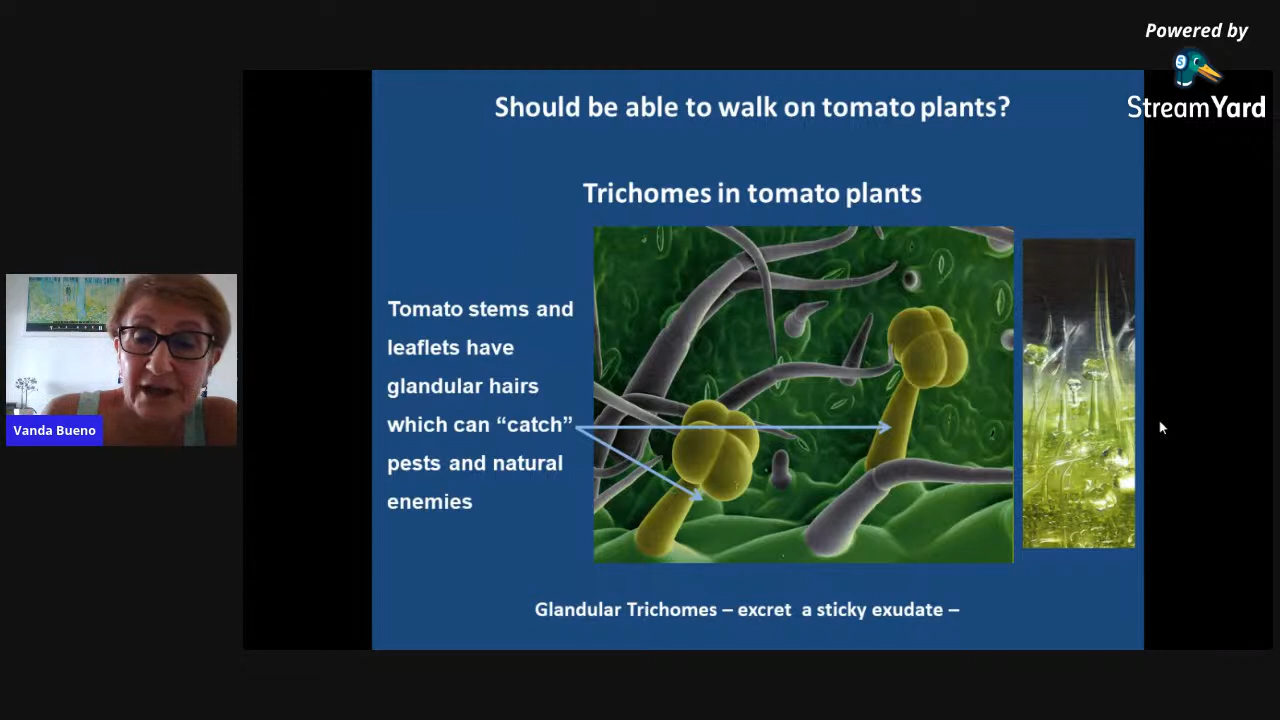 Powered by
StreamYard
Should be able to walk on tomato plants?
Trichomes in tomato plants
Tomato stems and
leaflets have
glandular hairs
which can “catch”
pests and natural
enemies
Vanda Bueno
Glandular Trichomes – excret a sticky exudate –